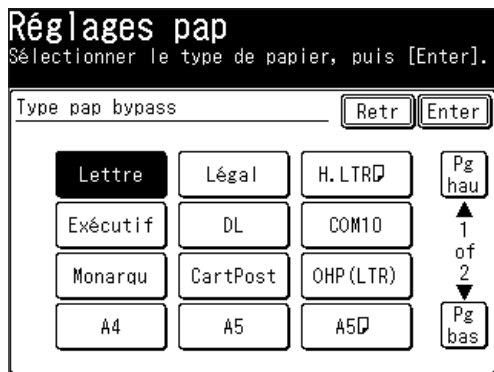 Réglages pap
Sélectionner le type de papier, puis [Enter].
Type pap bypass
Retr
Enter
Lettre
Légal
H.LTR
Pg
hau
Exécutif
DL
COM10
1
of
2
Monarqu
CartPost
OHP(LTR)
A4
A5
A5
Pg
bas